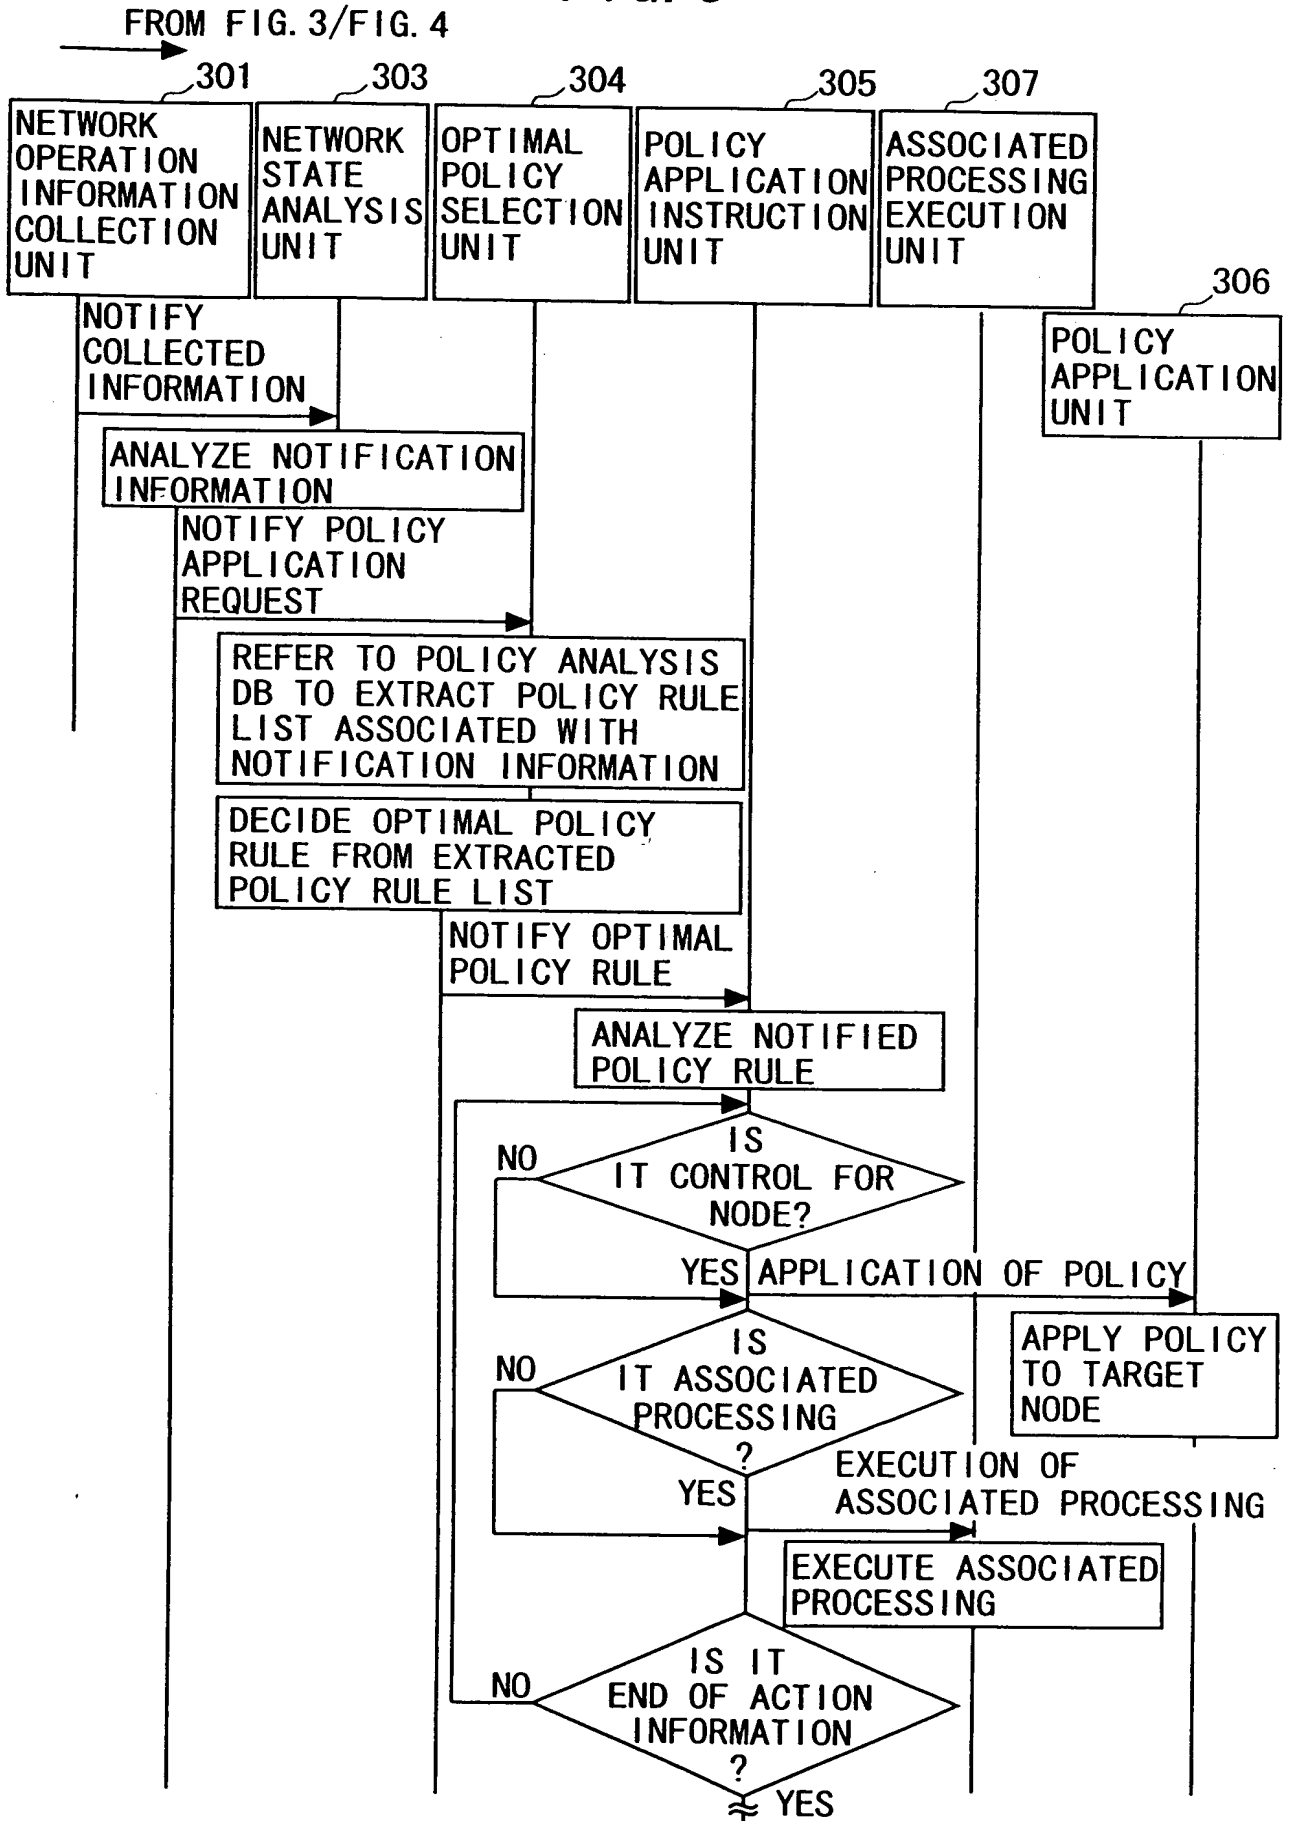 FROM FIG. 3/FIG. 4
301
303
304
305
307
NETWORK
OPERATION
INFORMATION
COLLECTION
UNIT
NETWORK
STATE
ANALYSIS
UNIT
OPTIMAL
POLICY
SELECTION
UNIT
POLICY
APPLICATION
INSTRUCTION
UNIT
ASSOCIATED
PROCESSING
EXECUTION
UNIT
306
POLICY
APPLICATION
UNIT
NOTIFY
COLLECTED
INFORMATION
ANALYZE NOTIFICATION
INFORMATION
NOTIFY POLICY
APPLICATION
REQUEST
REFER TO POLICY ANALYSIS
DB TO EXTRACT POLICY RULE
LIST ASSOCIATED WITH
NOTIFICATION INFORMATION
DECIDE OPTIMAL POLICY
RULE FROM EXTRACTED
POLICY RULE LIST
NOTIFY OPTIMAL
POLICY RULE
ANALYZE NOTIFIED
POLICY RULE
IS
IT CONTROL FOR
NODE?
NO
YES
APPLICATION OF POLICY
APPLY POLICY
TO TARGET
NODE
IS
IT ASSOCIATED
PROCESSING
?
NO
YES
EXECUTION OF
ASSOCIATED PROCESSING
EXECUTE ASSOCIATED
PROCESSING
IS IT
END OF ACTION
INFORMATION
?
NO
YES